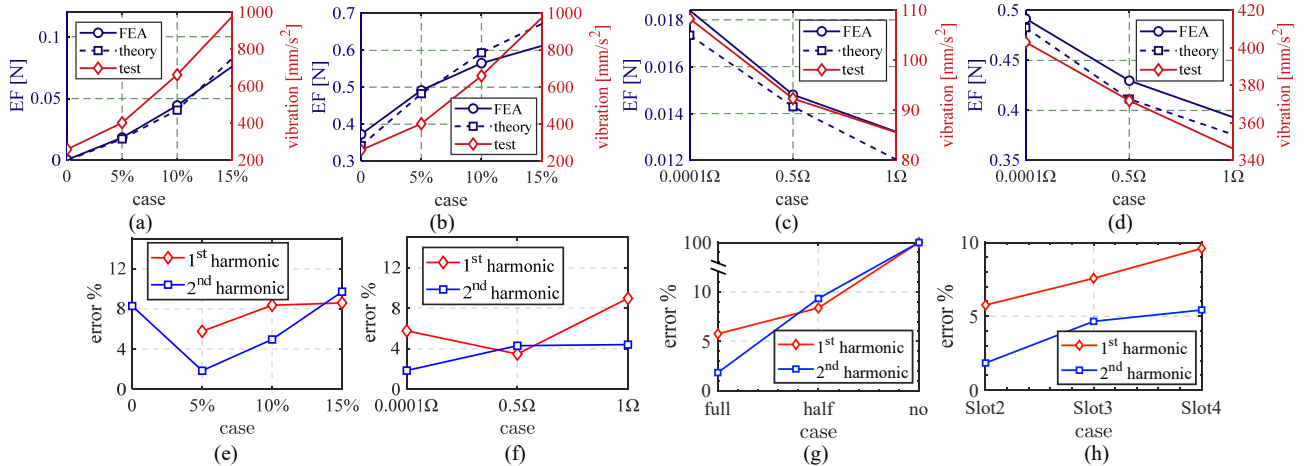 EF [N]
0.1
0.05
0
1000
800
600
400
200
vibration [mm/s²]
FEA
theory
test
0 5% 10% 15%
case
(a)
EF [N]
0.7
0.6
0.5
0.4
0.3
1000
800
600
400
200
vibration [mm/s²]
FEA
theory
test
0 5% 10% 15%
case
(b)
EF [N]
0.018
0.016
0.014
0.012
110
100
90
80
vibration [mm/s²]
FEA
theory
test
0.0001Ω 0.5Ω 1Ω
case
(c)
EF [N]
0.5
0.45
0.4
0.35
420
400
380
360
340
vibration [mm/s²]
FEA
theory
test
0.0001Ω 0.5Ω 1Ω
case
(d)
error %
12
8
4
0
1st harmonic
2nd harmonic
0 5% 10% 15%
case
(e)
error %
12
8
4
0
1st harmonic
2nd harmonic
0.0001Ω 0.5Ω 1Ω
case
(f)
error %
100
10
5
0
1st harmonic
2nd harmonic
full half no
case
(g)
error %
10
5
0
1st harmonic
2nd harmonic
Slot2 Slot3 Slot4
case
(h)